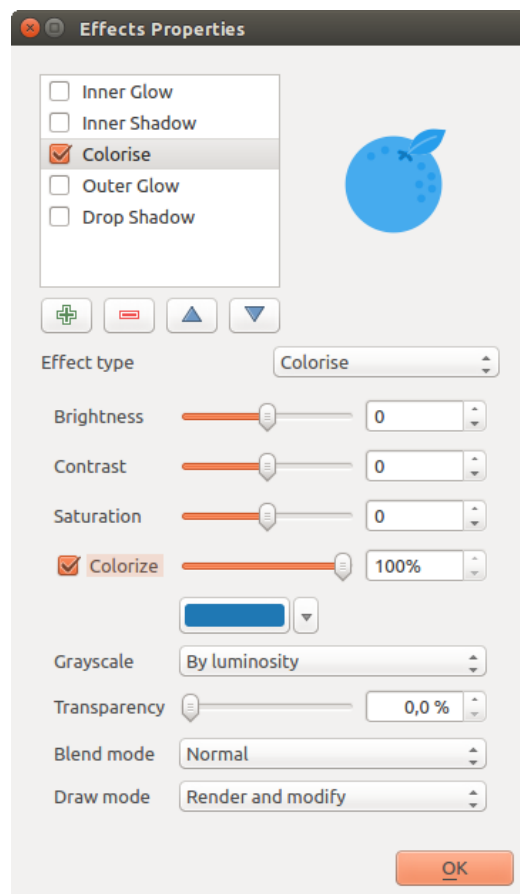 Effects Properties
Inner Glow
Inner Shadow
Colorise
Outer Glow
Drop Shadow
Effect type Colorise
Brightness 0
Contrast 0
Saturation 0
Colorize 100%
Grayscale By luminosity
Transparency 0,0 %
Blend mode Normal
Draw mode Render and modify
OK